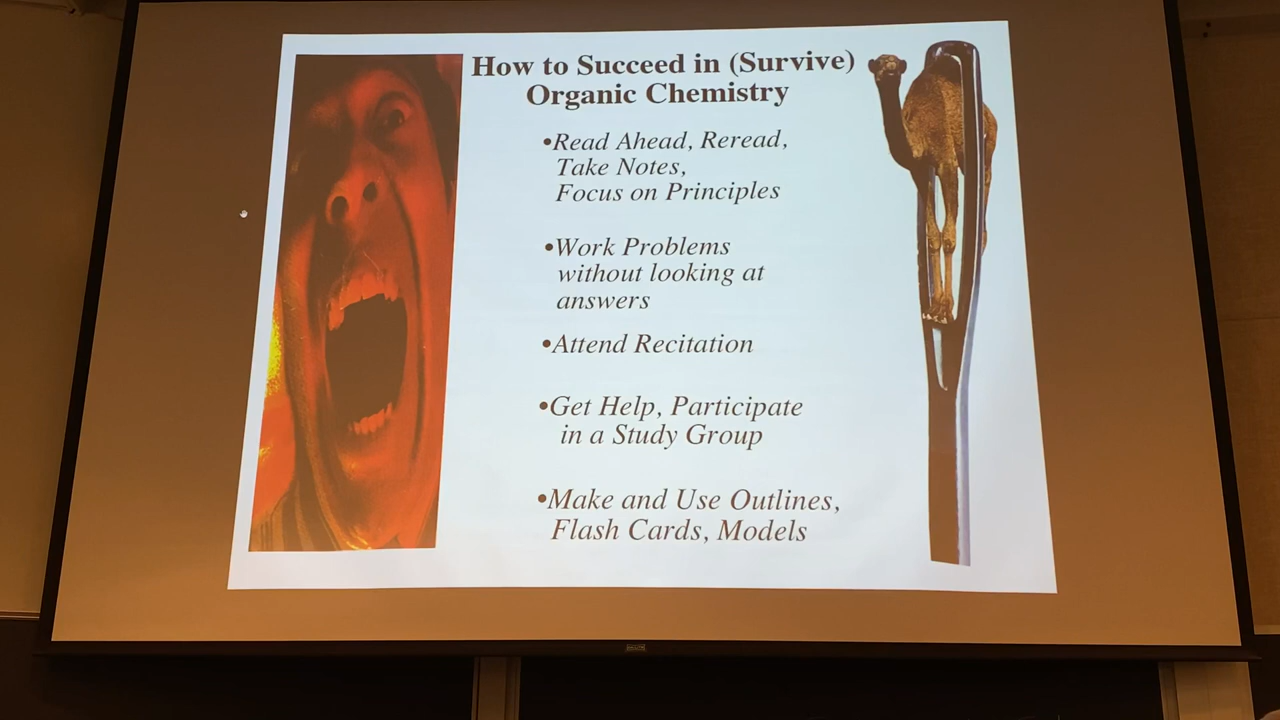 How to Succeed in (Survive)
Organic Chemistry
•Read Ahead, Reread,
Take Notes,
Focus on Principles
•Work Problems
without looking at
answers
•Attend Recitation
•Get Help, Participate
in a Study Group
•Make and Use Outlines,
Flash Cards, Models